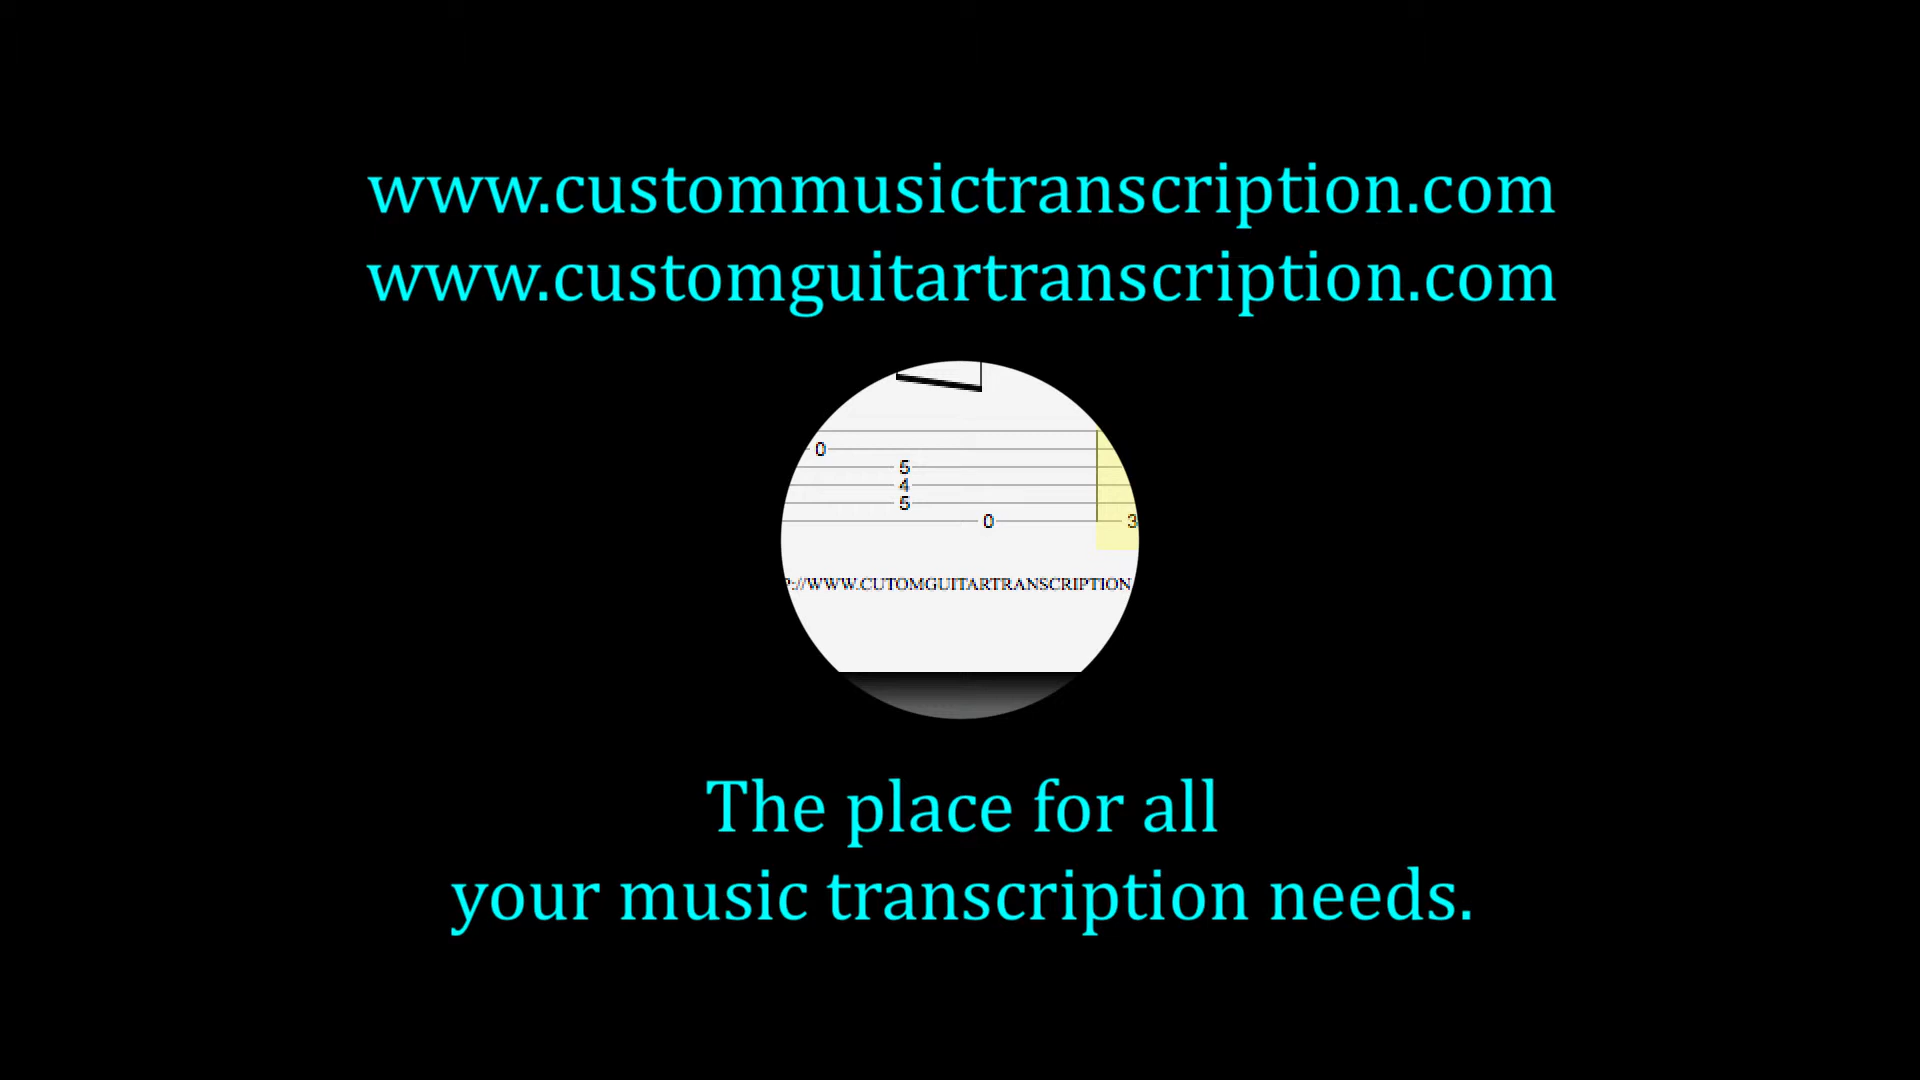 www.custommusictranscription.com
www.customguitartranscription.com
0
5
4
5
0 3
P://WWW.CUTOMGUITARTRANSCRIPTION
The place for all
your music transcription needs.